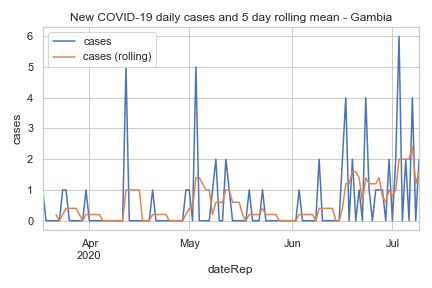 New COVID-19 daily cases and 5 day rolling mean - Gambia
cases
cases (rolling)
6
5
4
3
2
1
0
cases
Apr
2020
May
Jun
Jul
dateRep